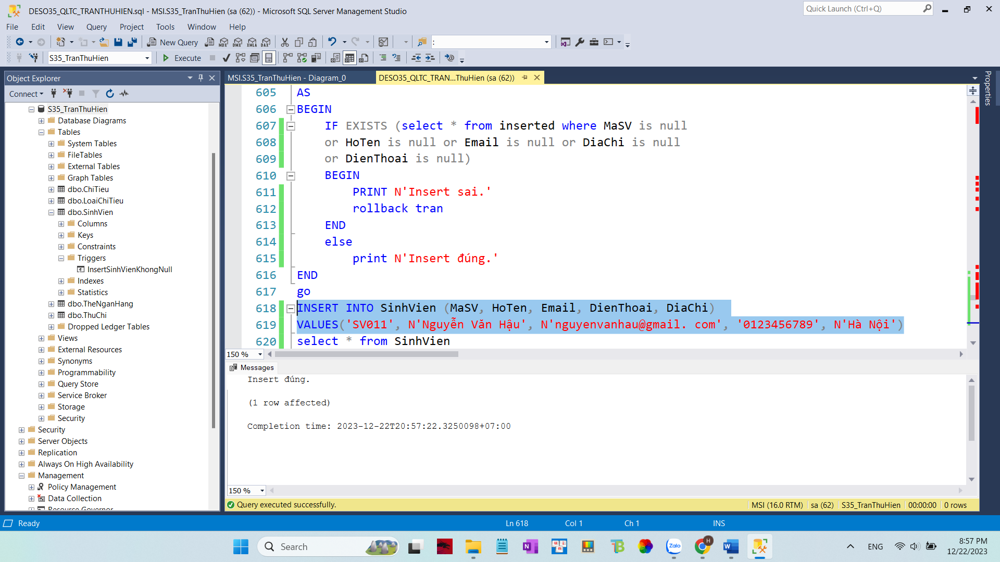 DESO35_QLTC_TRANTHUHIEN.sql - MSI.S35_TranThuHien (sa (62)) - Microsoft SQL Server Management Studio
Quick Launch (Ctrl+Q)
File Edit View Query Project Tools Window Help
New Query
MDX DMX XMLA DAX
:
S35_TranThuHien
Execute
Object Explorer
Connect
S35_TranThuHien
Database Diagrams
Tables
System Tables
FileTables
External Tables
Graph Tables
dbo.ChiTieu
dbo.LoaiChiTieu
dbo.SinhVien
Columns
Keys
Constraints
Triggers
InsertSinhVienKhongNull
Indexes
Statistics
dbo.TheNganHang
dbo.ThuChi
Dropped Ledger Tables
Views
External Resources
Synonyms
Programmability
Query Store
Service Broker
Storage
Security
Security
Server Objects
Replication
Always On High Availability
Management
Policy Management
Data Collection
Resource Governor
MSI.S35_TranThuHien - Diagram_0
DESO35_QLTC_TRAN...ThuHien (sa (62))
Properties
605 AS
606 BEGIN
607 IF EXISTS (select * from inserted where MaSV is null
608 or HoTen is null or Email is null or DiaChi is null
609 or DienThoai is null)
610 BEGIN
611 PRINT N'Insert sai.'
612 rollback tran
613 END
614 else
615 print N'Insert đúng.'
616 END
617 go
618 INSERT INTO SinhVien (MaSV, HoTen, Email, DienThoai, DiaChi)
619 VALUES('SV011', N'Nguyễn Văn Hậu', N'nguyenvanhau@gmail. com', '0123456789', N'Hà Nội')
620 select * from SinhVien
150 %
Messages
Insert đúng.
(1 row affected)
Completion time: 2023-12-22T20:57:22.3250098+07:00
150 %
Query executed successfully.
MSI (16.0 RTM) sa (62) S35_TranThuHien 00:00:00 0 rows
Ready
Ln 618 Col 1 Ch 1 INS
Search
Zalo
H
ENG
8:57 PM
12/22/2023